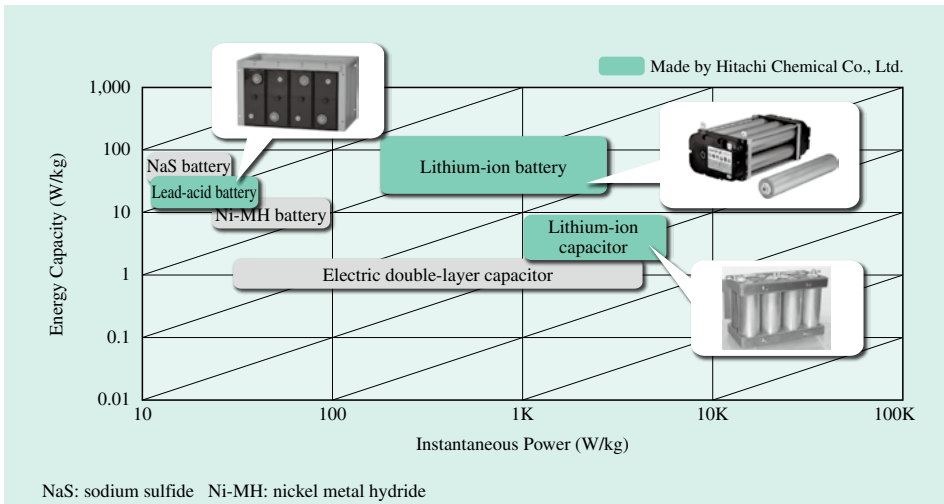 Made by Hitachi Chemical Co., Ltd.
Energy Capacity (W/kg)
1,000
100
10
1
0.1
0.01
NaS battery
Lead-acid battery
Ni-MH battery
Lithium-ion battery
Lithium-ion
capacitor
Electric double-layer capacitor
10
100
1K
10K
100K
Instantaneous Power (W/kg)
NaS: sodium sulfide Ni-MH: nickel metal hydride